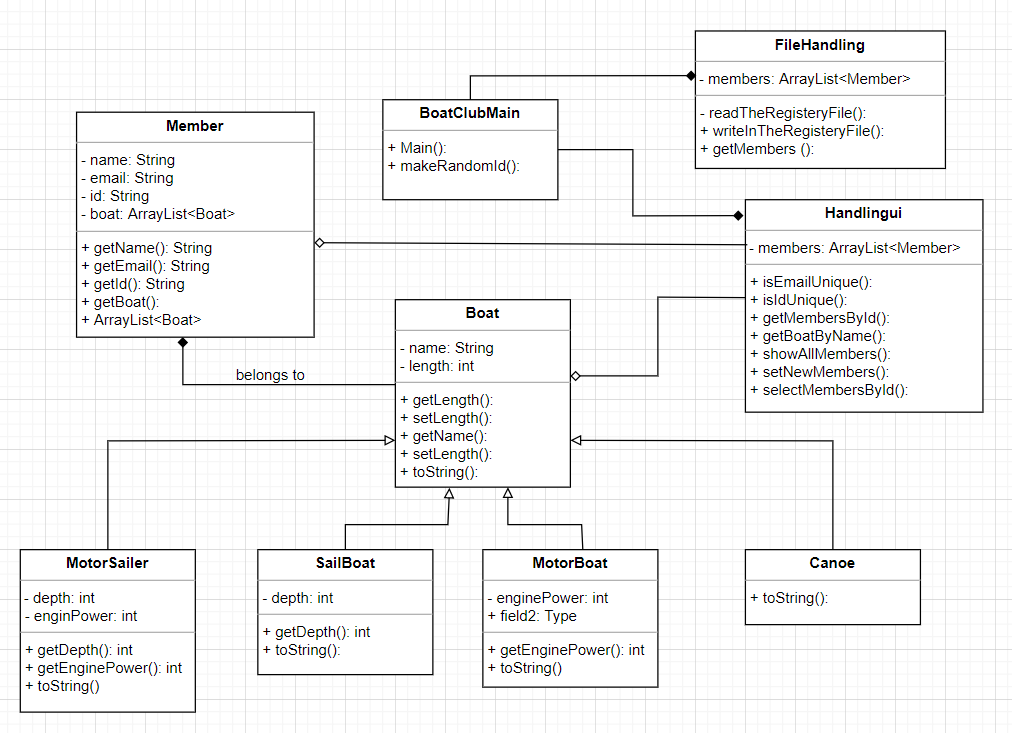 FileHandling
- members: ArrayList<Member>
- readTheRegisteryFile():
+ writeInTheRegisteryFile():
+ getMembers ():
BoatClubMain
+ Main():
+ makeRandomId():
Member
- name: String
- email: String
- id: String
- boat: ArrayList<Boat>
+ getName(): String
+ getEmail(): String
+ getId(): String
+ getBoat():
+ ArrayList<Boat>
Handlingui
- members: ArrayList<Member>
+ isEmailUnique():
+ isIdUnique():
+ getMembersById():
+ getBoatByName():
+ showAllMembers():
+ setNewMembers():
+ selectMembersById():
Boat
- name: String
- length: int
+ getLength():
+ setLength():
+ getName():
+ setLength():
+ toString():
belongs to
MotorSailer
- depth: int
- enginPower: int
+ getDepth(): int
+ getEnginePower(): int
+ toString()
SailBoat
- depth: int
+ getDepth(): int
+ toString():
MotorBoat
- enginePower: int
+ field2: Type
+ getEnginePower(): int
+ toString()
Canoe
+ toString():